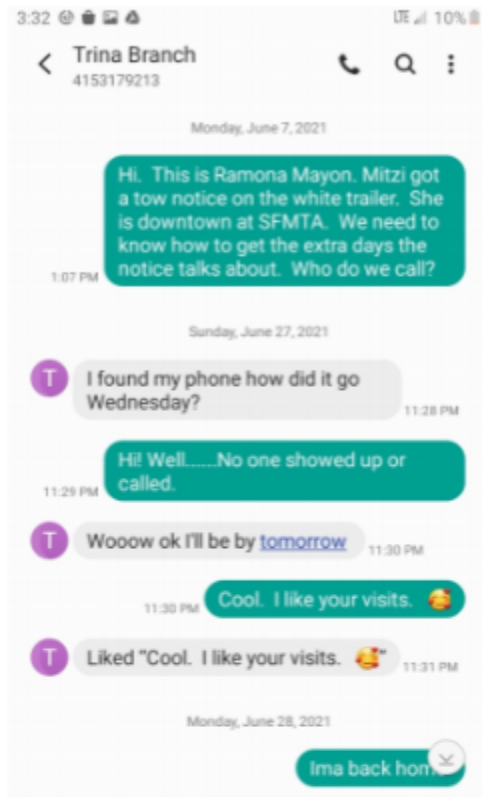 3:32 LTE 10%
Trina Branch
4153179213
Monday, June 7, 2021
Hi.  This is Ramona Mayon. Mitzi got
a tow notice on the white trailer.  She
is downtown at SFMTA.  We need to
know how to get the extra days the
notice talks about.  Who do we call?
1:07 PM
Sunday, June 27, 2021
T
I found my phone how did it go
Wednesday?
11:28 PM
Hi! Well......No one showed up or
called.
11:29 PM
T
Wooow ok I'll be by tomorrow
11:30 PM
11:30 PM
Cool.  I like your visits. 🥰
T
Liked "Cool.  I like your visits. 🥰"
11:31 PM
Monday, June 28, 2021
Ima back